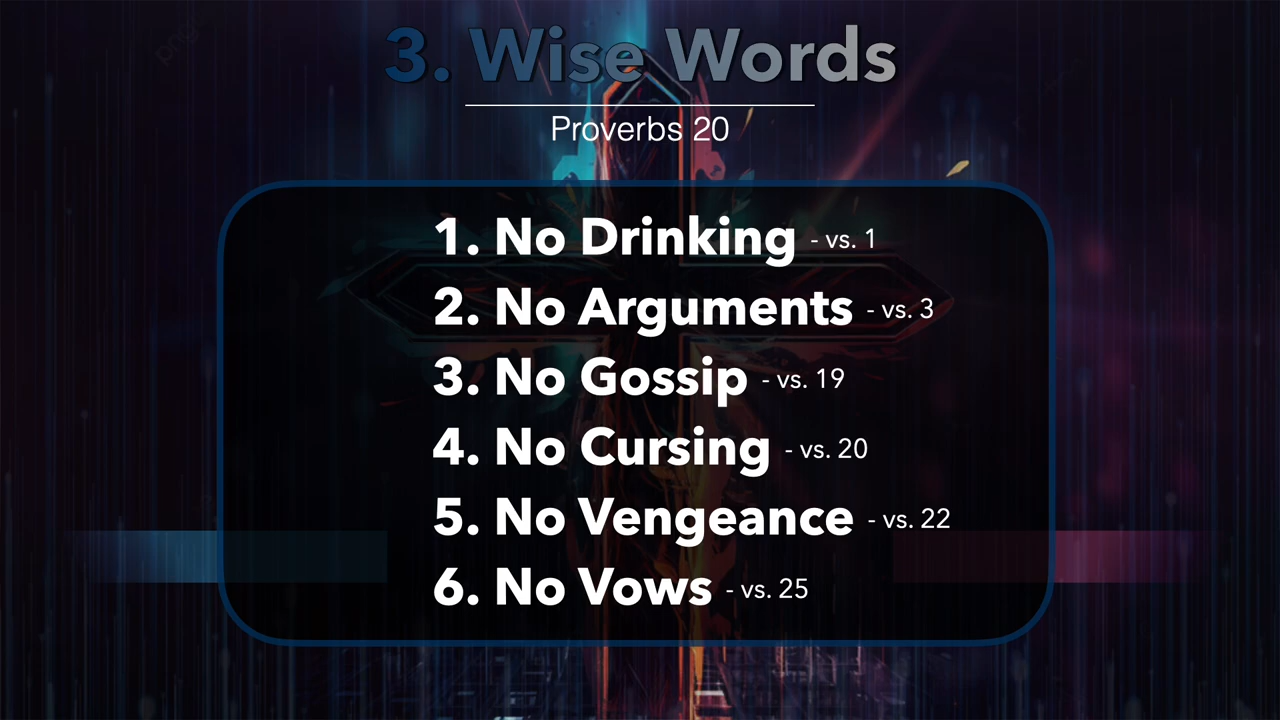 3. Wise Words
Proverbs 20
1. No Drinking - vs. 1
2. No Arguments - vs. 3
3. No Gossip - vs. 19
4. No Cursing - vs. 20
5. No Vengeance - vs. 22
6. No Vows - vs. 25